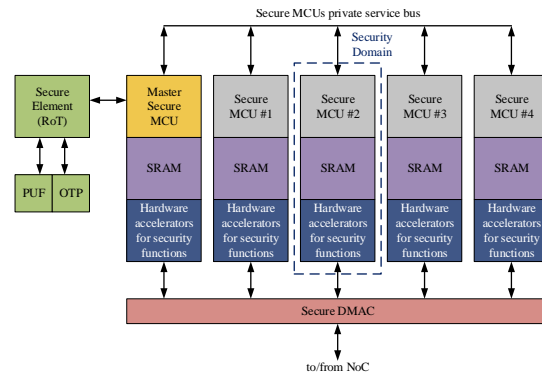 Secure MCUs private service bus
Security
Domain
Secure
Element
(RoT)
Master
Secure
MCU
Secure
MCU #1
Secure
MCU #2
Secure
MCU #3
Secure
MCU #4
SRAM
SRAM
SRAM
SRAM
SRAM
PUF
OTP
Hardware
accelerators
for security
functions
Hardware
accelerators
for security
functions
Hardware
accelerators
for security
functions
Hardware
accelerators
for security
functions
Hardware
accelerators
for security
functions
Secure DMAC
to/from NoC